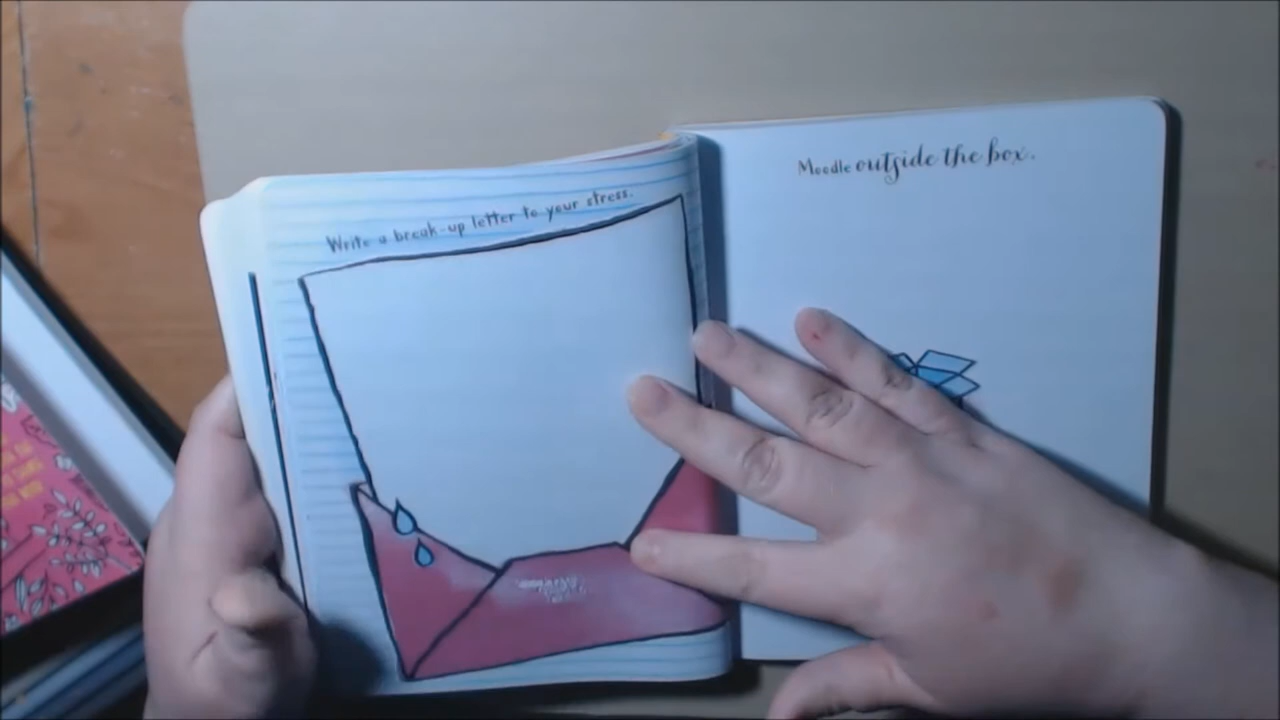 Write a break-up letter to your stress.
Moodle outside the box.